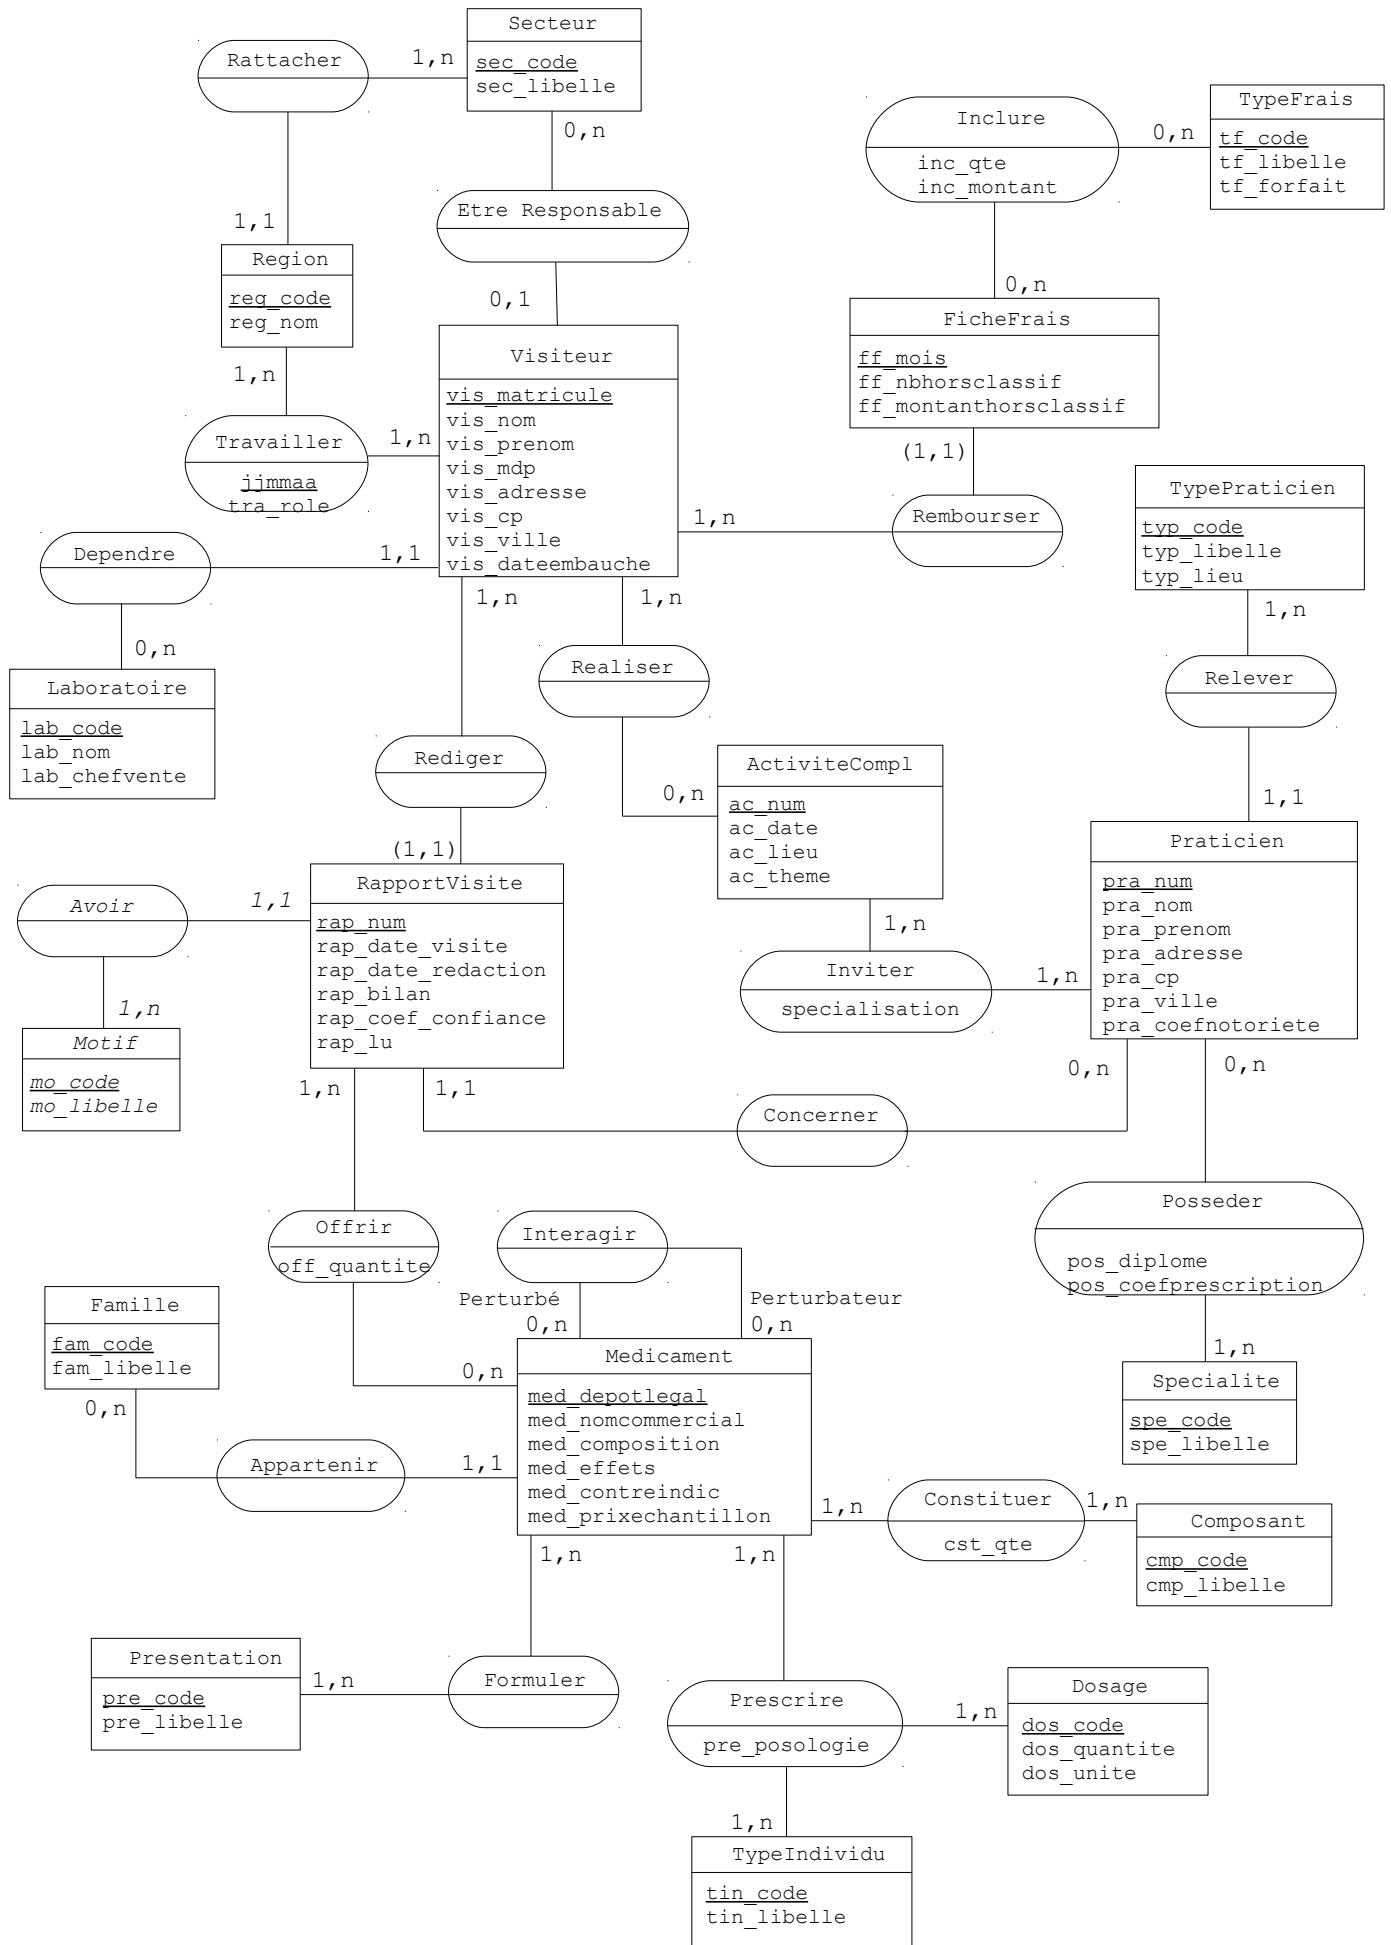 Secteur
sec_code
sec_libelle
Rattacher
1,n
0,n
1,1
Etre Responsable
0,1
Inclure
inc_qte
inc_montant
0,n
TypeFrais
tf_code
tf_libelle
tf_forfait
0,n
Region
reg_code
reg_nom
1,n
FicheFrais
ff_mois
ff_nbhorsclassif
ff_montanthorsclassif
(1,1)
Visiteur
vis_matricule
vis_nom
vis_prenom
vis_mdp
vis_adresse
vis_cp
vis_ville
vis_dateembauche
Travailler
jjmmaa
tra_role
1,n
1,n
Rembourser
TypePraticien
typ_code
typ_libelle
typ_lieu
1,n
Dependre
1,1
0,n
1,n
1,n
Laboratoire
lab_code
lab_nom
lab_chefvente
Realiser
Relever
1,1
Rediger
(1,1)
0,n
ActiviteCompl
ac_num
ac_date
ac_lieu
ac_theme
1,n
Praticien
pra_num
pra_nom
pra_prenom
pra_adresse
pra_cp
pra_ville
pra_coefnotoriete
Avoir
1,1
1,n
RapportVisite
rap_num
rap_date_visite
rap_date_redaction
rap_bilan
rap_coef_confiance
rap_lu
Inviter
specialisation
1,n
Motif
mo_code
mo_libelle
1,n
1,1
0,n
0,n
Concerner
Offrir
off_quantite
Interagir
Perturbé
0,n
Perturbateur
0,n
Posseder
pos_diplome
pos_coefprescription
1,n
Famille
fam_code
fam_libelle
0,n
0,n
Medicament
med_depotlegal
med_nomcommercial
med_composition
med_effets
med_contreindic
med_prixechantillon
Specialite
spe_code
spe_libelle
Appartenir
1,1
1,n
Constituer
cst_qte
1,n
Composant
cmp_code
cmp_libelle
1,n
1,n
Presentation
pre_code
pre_libelle
1,n
Formuler
Prescrire
pre_posologie
1,n
Dosage
dos_code
dos_quantite
dos_unite
1,n
TypeIndividu
tin_code
tin_libelle